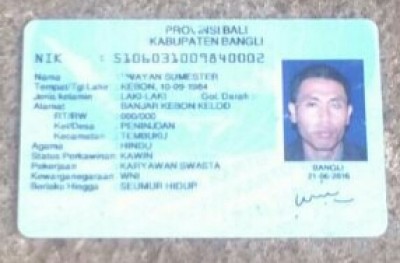 PROVINSI BALI
KABUPATEN BANGLI
NIK : 5106031009840002
Nama : I WAYAN SUMESTER
Tempat/Tgl Lahir : KEBON, 10-09-1984
Jenis kelamin : LAKI-LAKI Gol. Darah :
Alamat : BANJAR KEBON KELOD
RT/RW : 000/000
Kel/Desa : PENINJOAN
Kecamatan : TEMBUKU
Agama : HINDU
Status Perkawinan : KAWIN
Pekerjaan : KARYAWAN SWASTA
Kewarganegaraan : WNI
Berlaku Hingga : SEUMUR HIDUP
BANGLI
21-06-2016